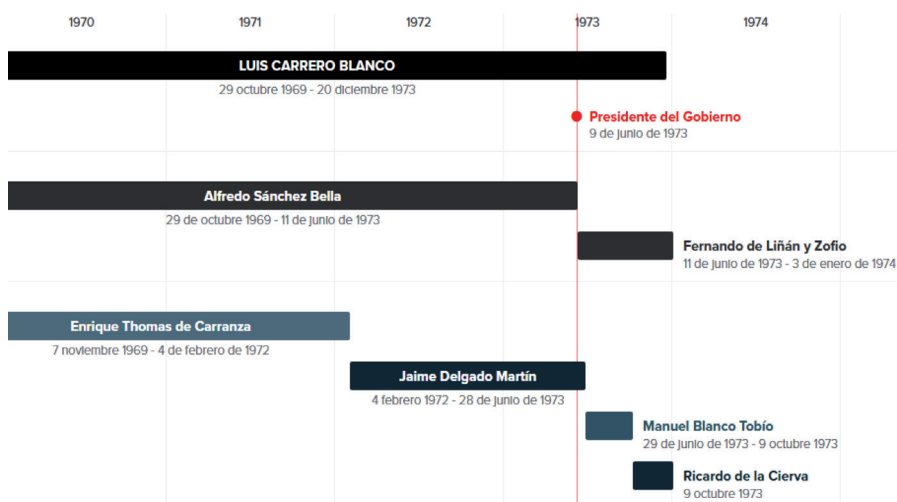 1970 1971 1972 1973 1974
LUIS CARRERO BLANCO
29 octubre 1969 - 20 diciembre 1973
Presidente del Gobierno
9 de junio de 1973
Alfredo Sánchez Bella
29 de octubre 1969 - 11 de junio de 1973
Fernando de Liñán y Zofio
11 de junio de 1973 - 3 de enero de 1974
Enrique Thomas de Carranza
7 noviembre 1969 - 4 de febrero de 1972
Jaime Delgado Martín
4 febrero 1972 - 28 de junio de 1973
Manuel Blanco Tobío
29 de junio de 1973 - 9 octubre 1973
Ricardo de la Cierva
9 octubre 1973